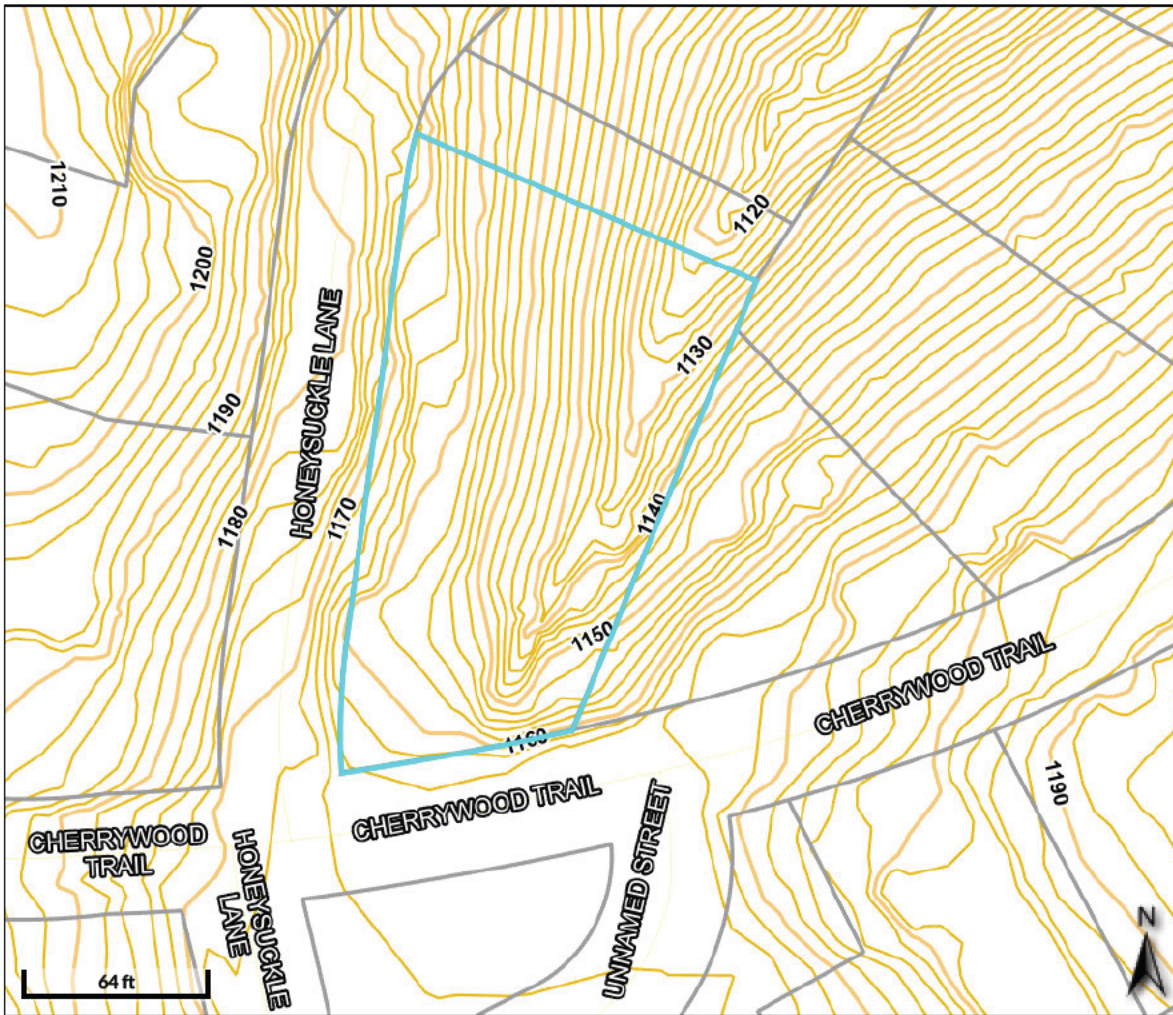 1210
1200
1120
1130
HONEYSUCKLE LANE
1190
1180
1170
1140
1150
1160
CHERRYWOOD TRAIL
CHERRYWOOD TRAIL
1190
CHERRYWOOD
TRAIL
HONEYSUCKLE
LANE
UNNAMED STREET
N
64 ft